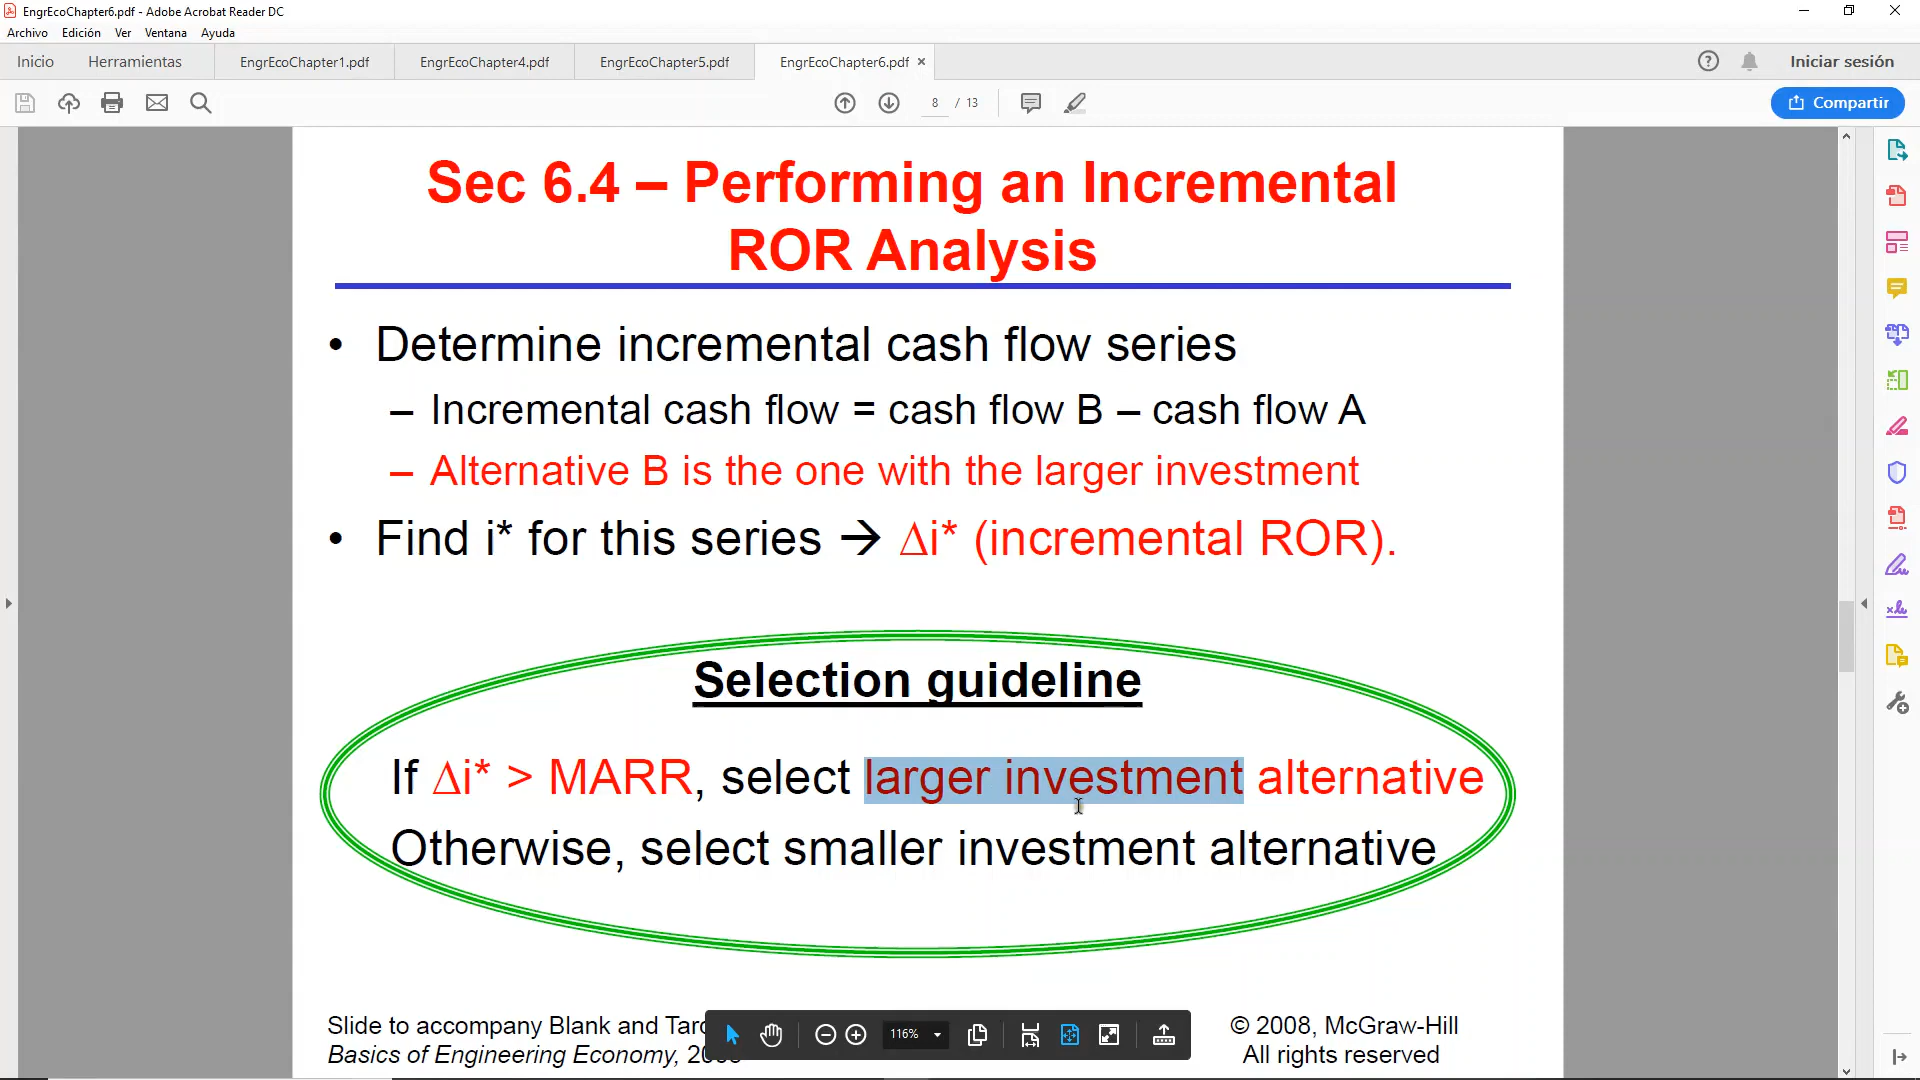 EngrEcoChapter6.pdf - Adobe Acrobat Reader DC
Archivo Edición Ver Ventana Ayuda
Inicio Herramientas EngrEcoChapter1.pdf EngrEcoChapter4.pdf EngrEcoChapter5.pdf EngrEcoChapter6.pdf × Iniciar sesión
8 / 13 Compartir
Sec 6.4 – Performing an Incremental
ROR Analysis
• Determine incremental cash flow series
– Incremental cash flow = cash flow B – cash flow A
– Alternative B is the one with the larger investment
• Find i* for this series → Δi* (incremental ROR).
Selection guideline
If Δi* > MARR, select larger investment alternative
Otherwise, select smaller investment alternative
Slide to accompany Blank and
Basics of Engineering Economy,
116%
© 2008, McGraw-Hill
All rights reserved